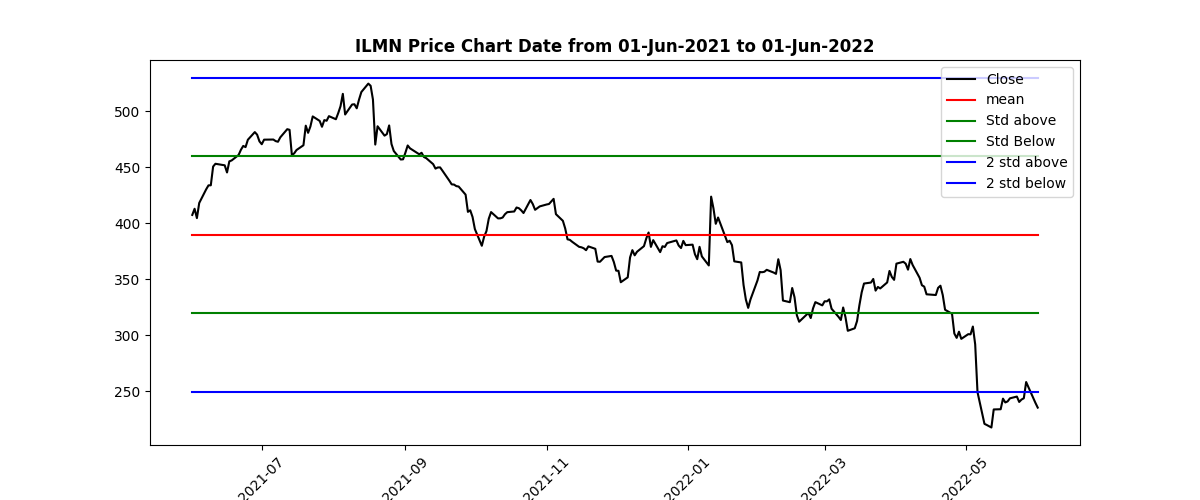 ILMN Price Chart Date from 01-Jun-2021 to 01-Jun-2022
Close
mean
Std above
Std Below
2 std above
2 std below
500
450
400
350
300
250
2021-07
2021-09
2021-11
2022-01
2022-03
2022-05